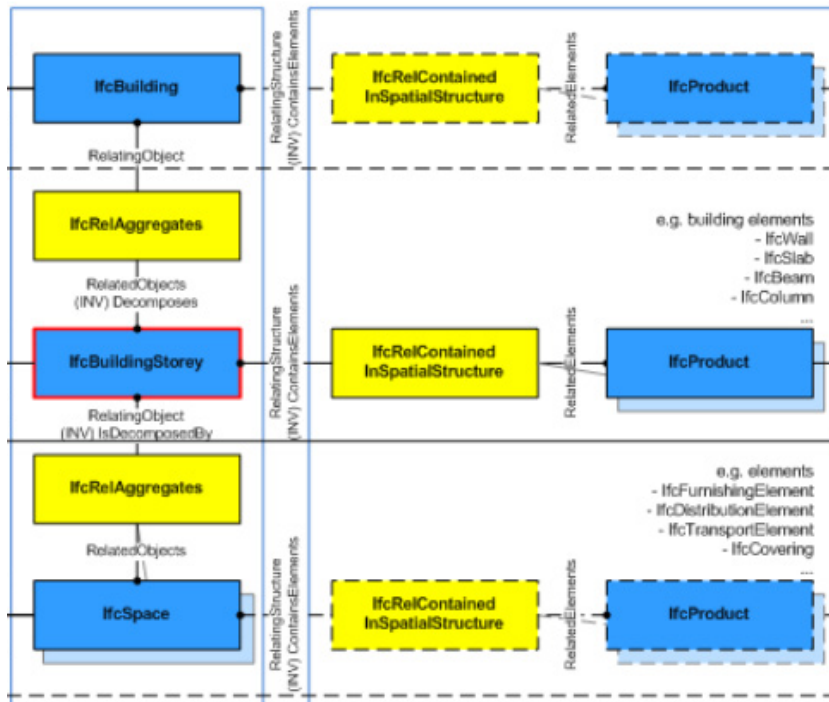 IfcBuilding
RelatingStructure
(INV) ContainsElements
IfcRelContained
InSpatialStructure
RelatedElements
IfcProduct
RelatingObject
IfcRelAggregates
RelatedObjects
(INV) Decomposes
e.g. building elements
- IfcWall
- IfcSlab
- IfcBeam
- IfcColumn
...
IfcBuildingStorey
RelatingStructure
(INV) ContainsElements
IfcRelContained
InSpatialStructure
RelatedElements
IfcProduct
RelatingObject
(INV) IsDecomposedBy
IfcRelAggregates
RelatedObjects
e.g. elements
- IfcFurnishingElement
- IfcDistributionElement
- IfcTransportElement
- IfcCovering
...
IfcSpace
RelatingStructure
(INV) ContainsElements
IfcRelContained
InSpatialStructure
RelatedElements
IfcProduct